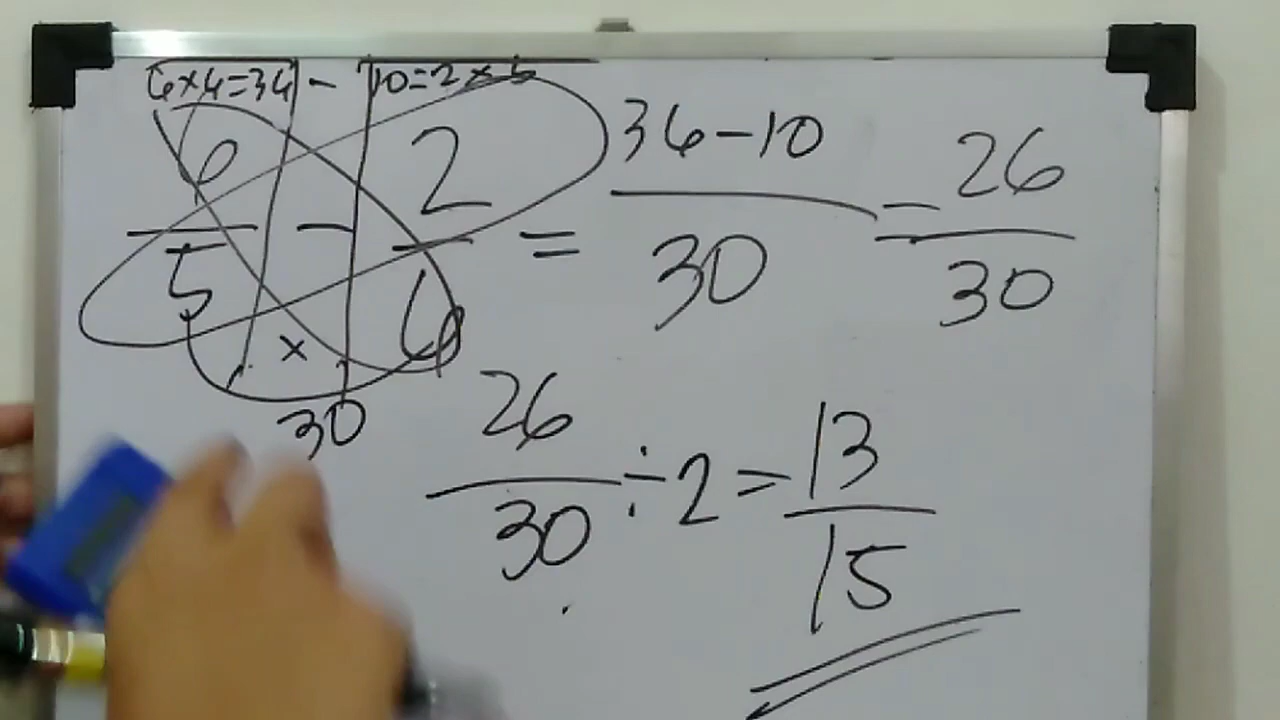 6×6=36 - 10=2×5
6/5 - 2/6 = 36-10/30 = 26/30
×
30
26/30 ÷ 2 = 13/15